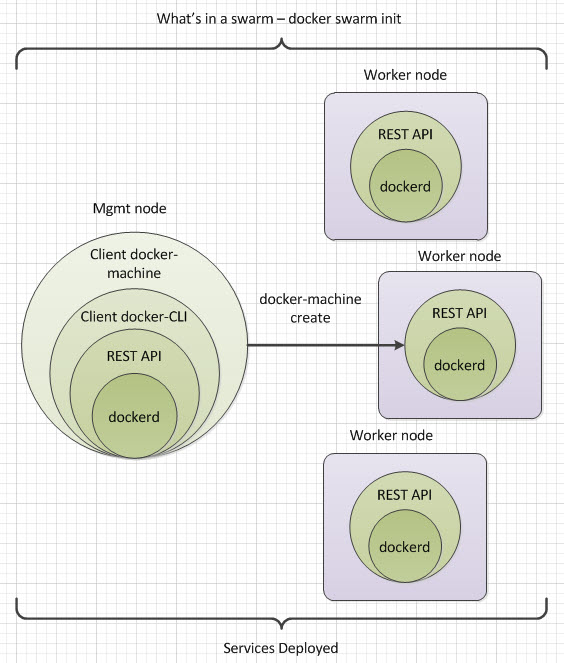 What's in a swarm – docker swarm init
Worker node
REST API
dockerd
Mgmt node
Client docker-
machine
Client docker-CLI
REST API
dockerd
docker-machine
create
Worker node
REST API
dockerd
Worker node
REST API
dockerd
Services Deployed